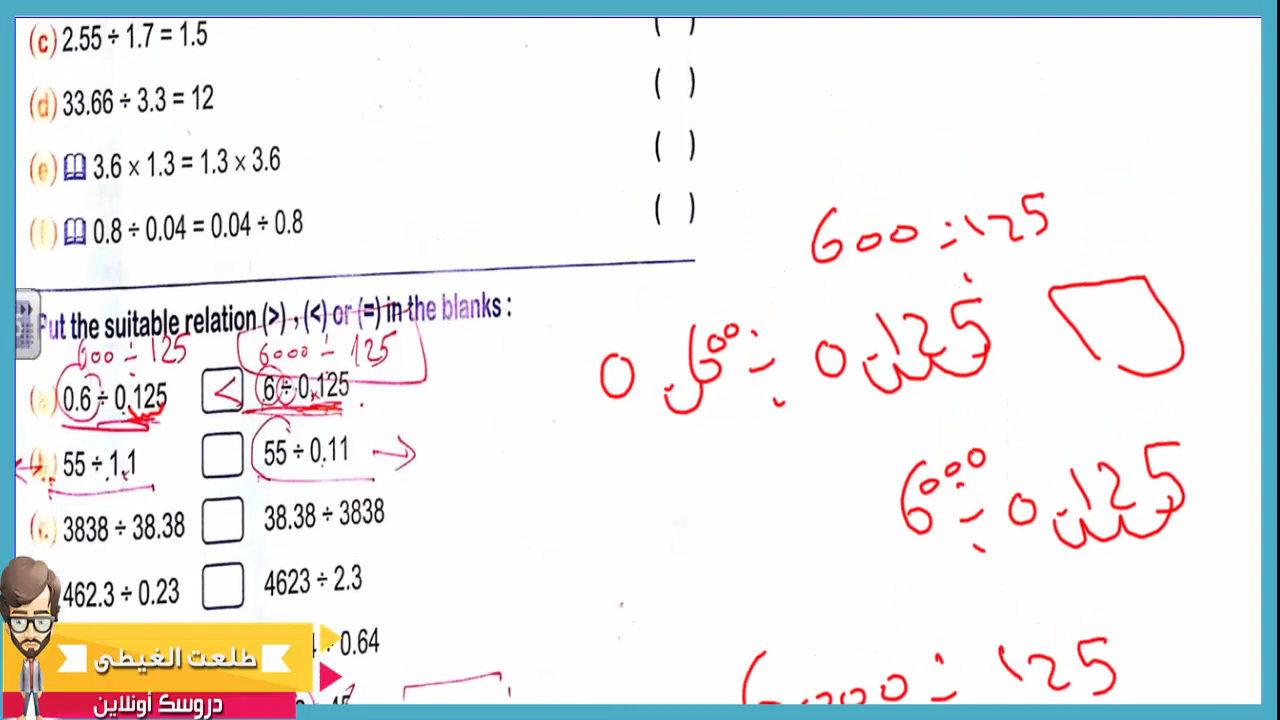 (c) 2.55 ÷ 1.7 = 1.5 ( )
(d) 33.66 ÷ 3.3 = 12 ( )
(e) 3.6 × 1.3 = 1.3 × 3.6 ( )
(f) 0.8 ÷ 0.04 = 0.04 ÷ 0.8 ( )
600 ÷ 125
Put the suitable relation (>) , (<) or (=) in the blanks :
600 ÷ 125 6000 ÷ 125
0.600 ÷ 0.125
(a) 0.6 ÷ 0.125 < 6 ÷ 0.125
55 ÷ 1.1 55 ÷ 0.11
6000 ÷ 0.125
3838 ÷ 38.38 38.38 ÷ 3838
462.3 ÷ 0.23 4623 ÷ 2.3
÷ 0.64
6000 ÷ 125
طلعت الغيطى
دروسك أونلاين